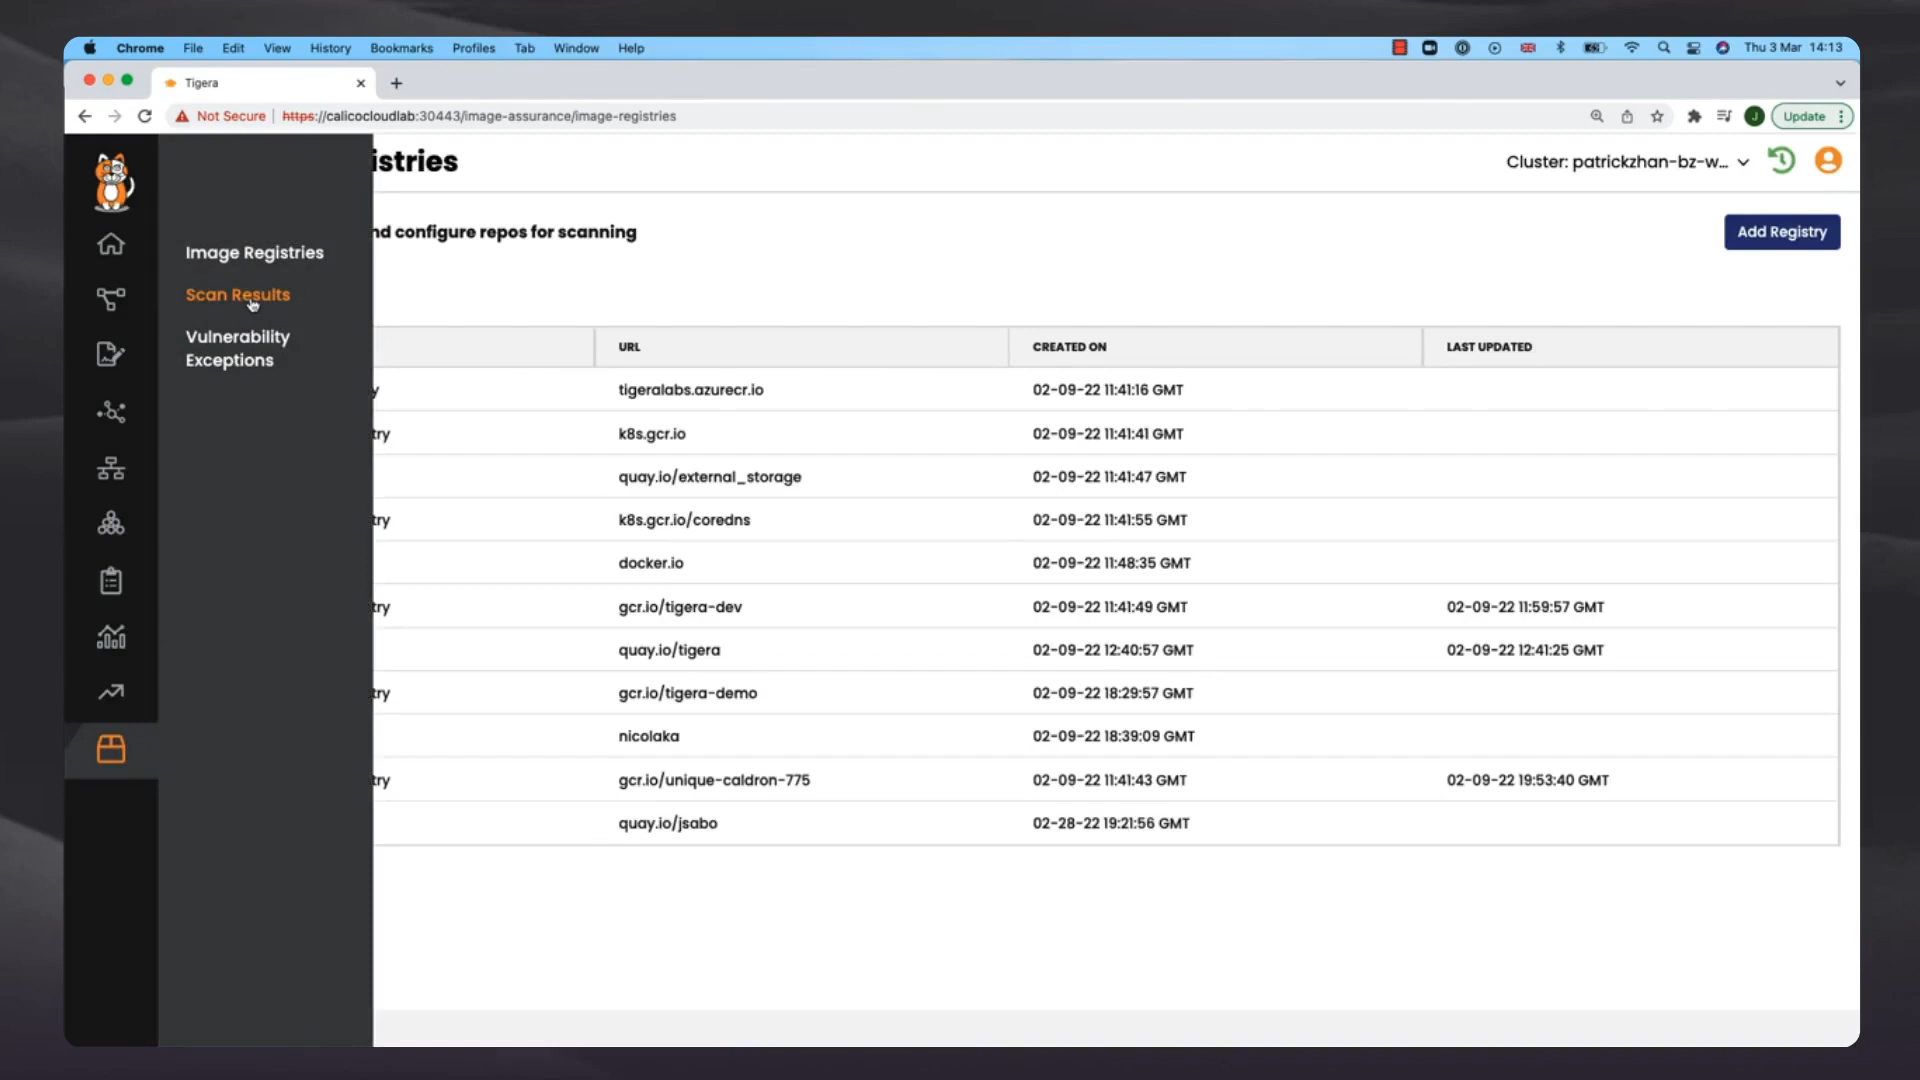 Chrome File Edit View History Bookmarks Profiles Tab Window Help Thu 3 Mar 14:13
Tigera
Not Secure https://calicocloudlab:30443/image-assurance/image-registries J Update
istries Cluster: patrickzhan-bz-w...
nd configure repos for scanning Add Registry
Image Registries
Scan Results
Vulnerability
Exceptions
URL CREATED ON LAST UPDATED
y tigeralabs.azurecr.io 02-09-22 11:41:16 GMT
try k8s.gcr.io 02-09-22 11:41:41 GMT
quay.io/external_storage 02-09-22 11:41:47 GMT
try k8s.gcr.io/coredns 02-09-22 11:41:55 GMT
docker.io 02-09-22 11:48:35 GMT
try gcr.io/tigera-dev 02-09-22 11:41:49 GMT 02-09-22 11:59:57 GMT
quay.io/tigera 02-09-22 12:40:57 GMT 02-09-22 12:41:25 GMT
try gcr.io/tigera-demo 02-09-22 18:29:57 GMT
nicolaka 02-09-22 18:39:09 GMT
try gcr.io/unique-caldron-775 02-09-22 11:41:43 GMT 02-09-22 19:53:40 GMT
quay.io/jsabo 02-28-22 19:21:56 GMT